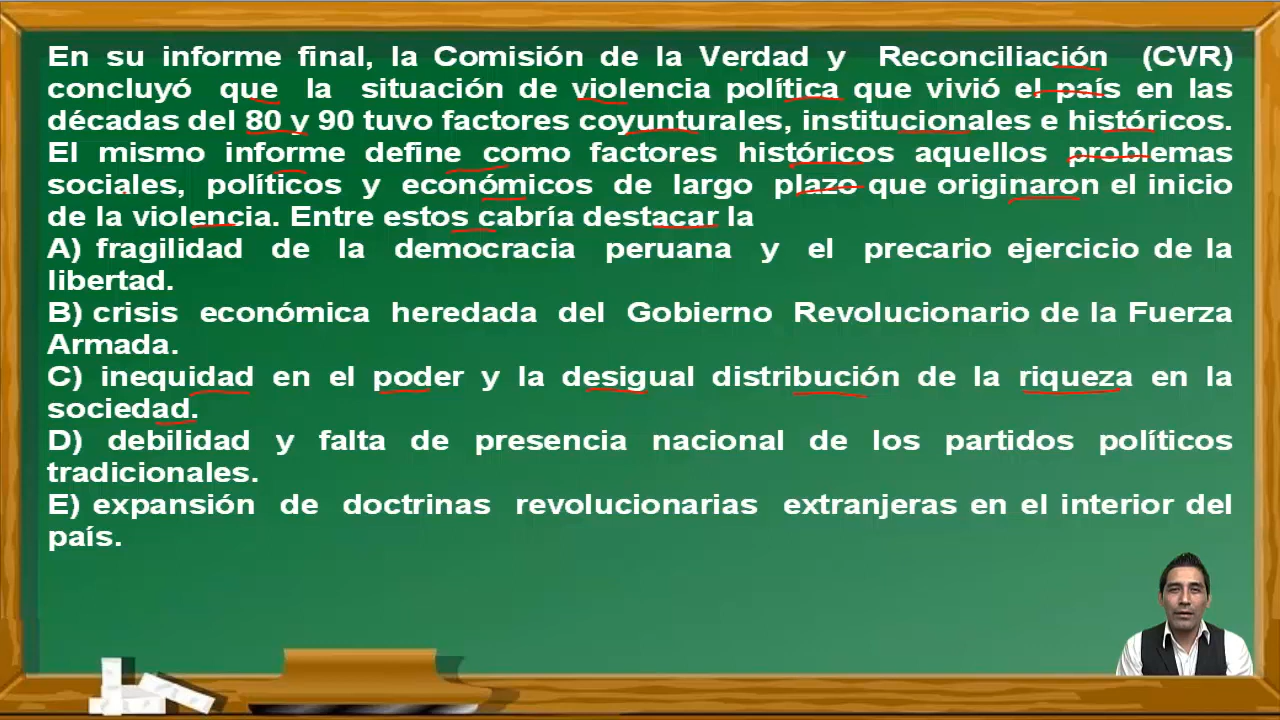 En su informe final, la Comisión de la Verdad y Reconciliación (CVR)
concluyó que la situación de violencia política que vivió el país en las
décadas del 80 y 90 tuvo factores coyunturales, institucionales e históricos.
El mismo informe define como factores históricos aquellos problemas
sociales, políticos y económicos de largo plazo que originaron el inicio
de la violencia. Entre estos cabría destacar la
A) fragilidad de la democracia peruana y el precario ejercicio de la
libertad.
B) crisis económica heredada del Gobierno Revolucionario de la Fuerza
Armada.
C) inequidad en el poder y la desigual distribución de la riqueza en la
sociedad.
D) debilidad y falta de presencia nacional de los partidos políticos
tradicionales.
E) expansión de doctrinas revolucionarias extranjeras en el interior del
país.